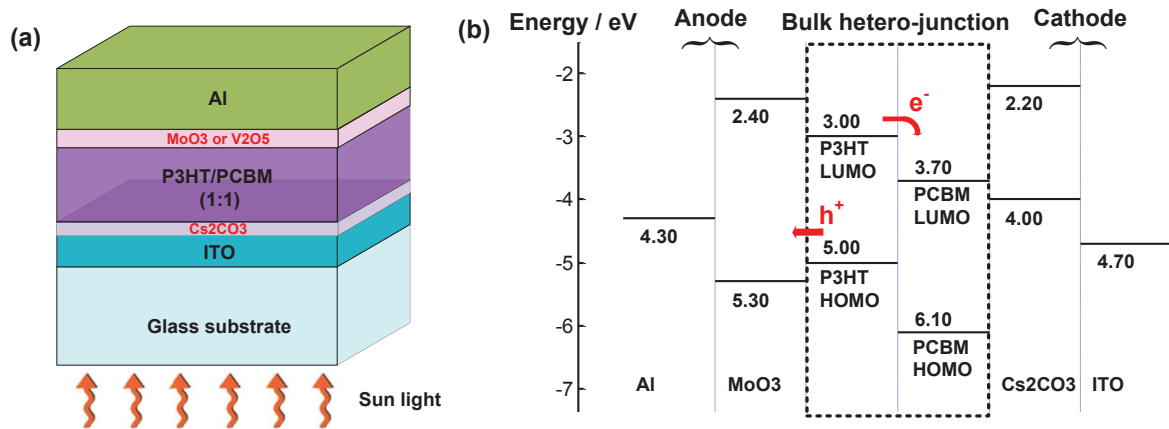 (a)
Al
MoO3 or V2O5
P3HT/PCBM
(1:1)
Cs2CO3
ITO
Glass substrate
Sun light
(b)
Energy / eV
Anode
Bulk hetero-junction
Cathode
-2
-3
-4
-5
-6
-7
4.30
Al
2.40
5.30
MoO3
3.00
P3HT
LUMO
h+
5.00
P3HT
HOMO
e-
3.70
PCBM
LUMO
6.10
PCBM
HOMO
2.20
4.00
Cs2CO3
4.70
ITO